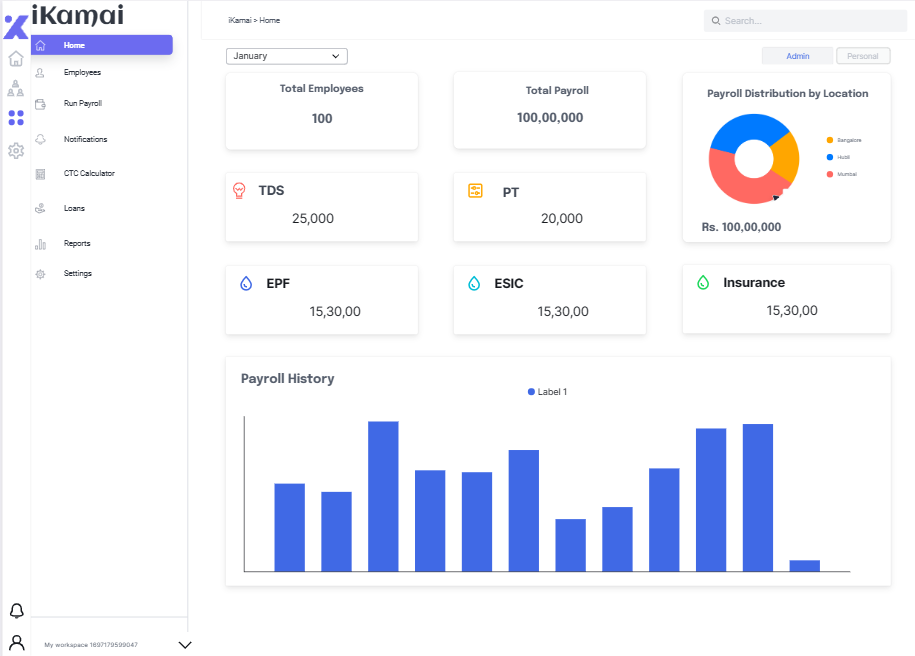 iKamai
Home
Employees
Run Payroll
Notifications
CTC Calculator
Loans
Reports
Settings
My workspace 1697179599047
iKamai > Home
Search...
January
Admin
Personal
Total Employees
100
Total Payroll
100,00,000
Payroll Distribution by Location
Bangalore
Hubli
Mumbai
Rs. 100,00,000
TDS
25,000
PT
20,000
EPF
15,30,00
ESIC
15,30,00
Insurance
15,30,00
Payroll History
Label 1